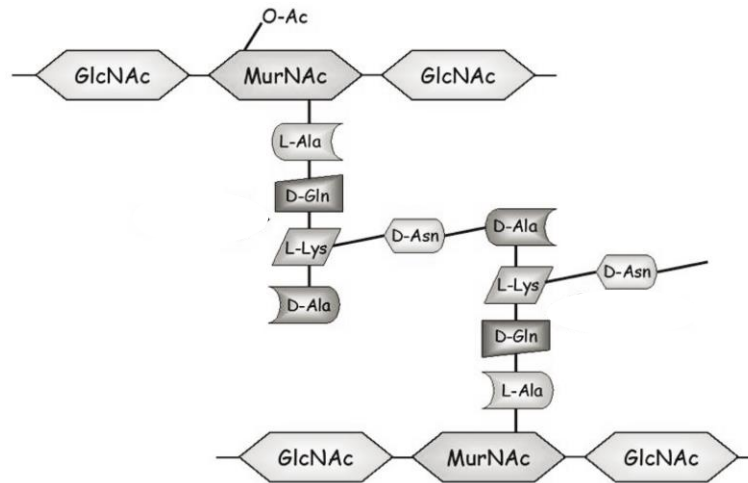 O-Ac
GlcNAc MurNAc GlcNAc
L-Ala
D-Gln
L-Lys D-Asn D-Ala
D-Ala
L-Lys D-Asn
D-Gln
L-Ala
GlcNAc MurNAc GlcNAc